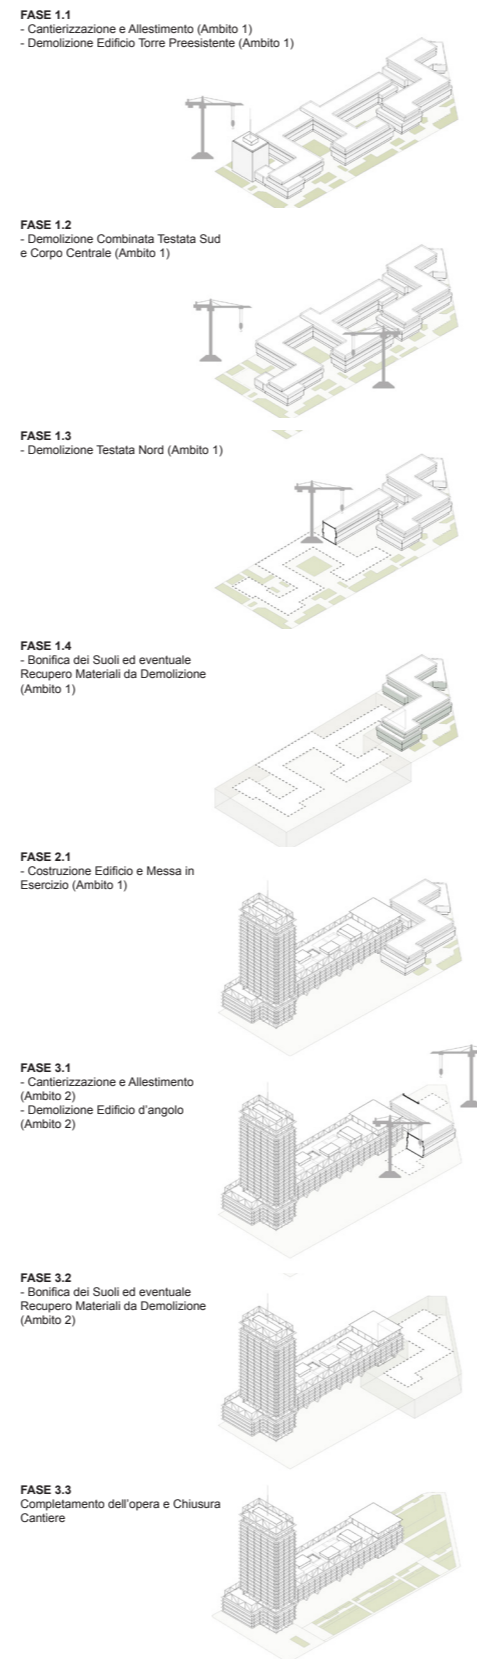 FASE 1.1
- Cantierizzazione e Allestimento (Ambito 1)
- Demolizione Edificio Torre Preesistente (Ambito 1)
FASE 1.2
- Demolizione Combinata Testata Sud
e Corpo Centrale (Ambito 1)
FASE 1.3
- Demolizione Testata Nord (Ambito 1)
FASE 1.4
- Bonifica dei Suoli ed eventuale
Recupero Materiali da Demolizione
(Ambito 1)
FASE 2.1
- Costruzione Edificio e Messa in
Esercizio (Ambito 1)
FASE 3.1
- Cantierizzazione e Allestimento
(Ambito 2)
- Demolizione Edificio d'angolo
(Ambito 2)
FASE 3.2
- Bonifica dei Suoli ed eventuale
Recupero Materiali da Demolizione
(Ambito 2)
FASE 3.3
Completamento dell'opera e Chiusura
Cantiere